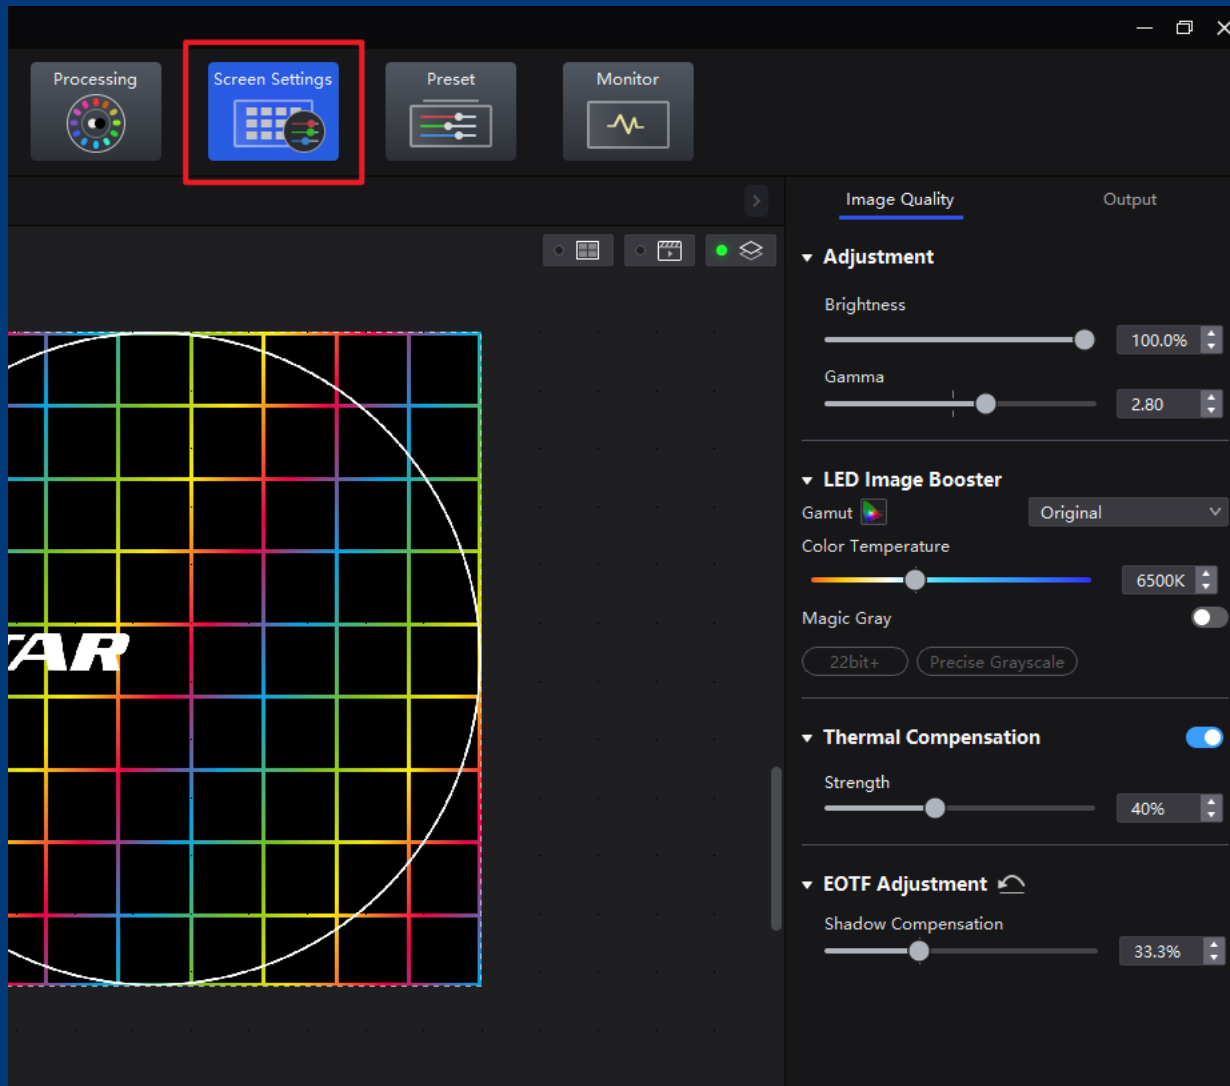 Processing
Screen Settings
Preset
Monitor
Image Quality
Output
Adjustment
Brightness
100.0%
Gamma
2.80
LED Image Booster
Gamut
Original
Color Temperature
6500K
Magic Gray
22bit+
Precise Grayscale
Thermal Compensation
Strength
40%
EOTF Adjustment
Shadow Compensation
33.3%
TAR